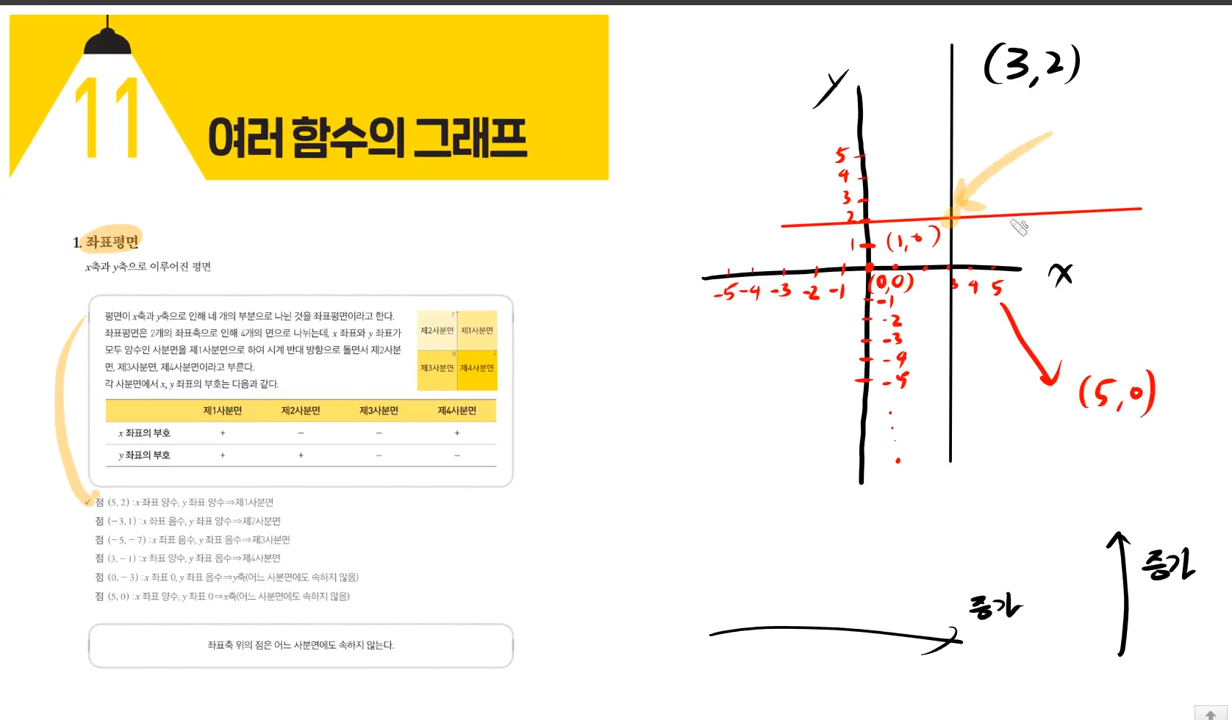 11
여러 함수의 그래프
1. 좌표평면
x축과 y축으로 이루어진 평면
평면이 x축과 y축으로 인해 네 개의 부분으로 나뉜 것을 좌표평면이라고 한다.
좌표평면은 2개의 좌표축으로 인해 4개의 면으로 나뉘는데, x 좌표와 y 좌표가
모두 양수인 사분면을 제1사분면으로 하여 시계 반대 방향으로 돌면서 제2사분
면, 제3사분면, 제4사분면이라고 부른다.
각 사분면에서 x, y 좌표의 부호는 다음과 같다.
제2사분면 제1사분면
제3사분면 제4사분면
제1사분면 제2사분면 제3사분면 제4사분면
x 좌표의 부호 + − − +
y 좌표의 부호 + + − −
점 (5, 2) : x 좌표 양수, y 좌표 양수⇒제1사분면
점 (−3, 1) : x 좌표 음수, y 좌표 양수⇒제2사분면
점 (−5, −7) : x 좌표 음수, y 좌표 음수⇒제3사분면
점 (3, −1) : x 좌표 양수, y 좌표 음수⇒제4사분면
점 (0, −3) : x 좌표 0, y 좌표 음수⇒y축(어느 사분면에도 속하지 않음)
점 (5, 0) : x 좌표 양수, y 좌표 0⇒x축(어느 사분면에도 속하지 않음)
좌표축 위의 점은 어느 사분면에도 속하지 않는다.
(3,2)
y
5
4
3
2
1 (1,0)
x
-5 -4 -3 -2 -1 (0,0) 3 4 5
-1
-2
-3
-4
-5
(5,0)
증가
증가